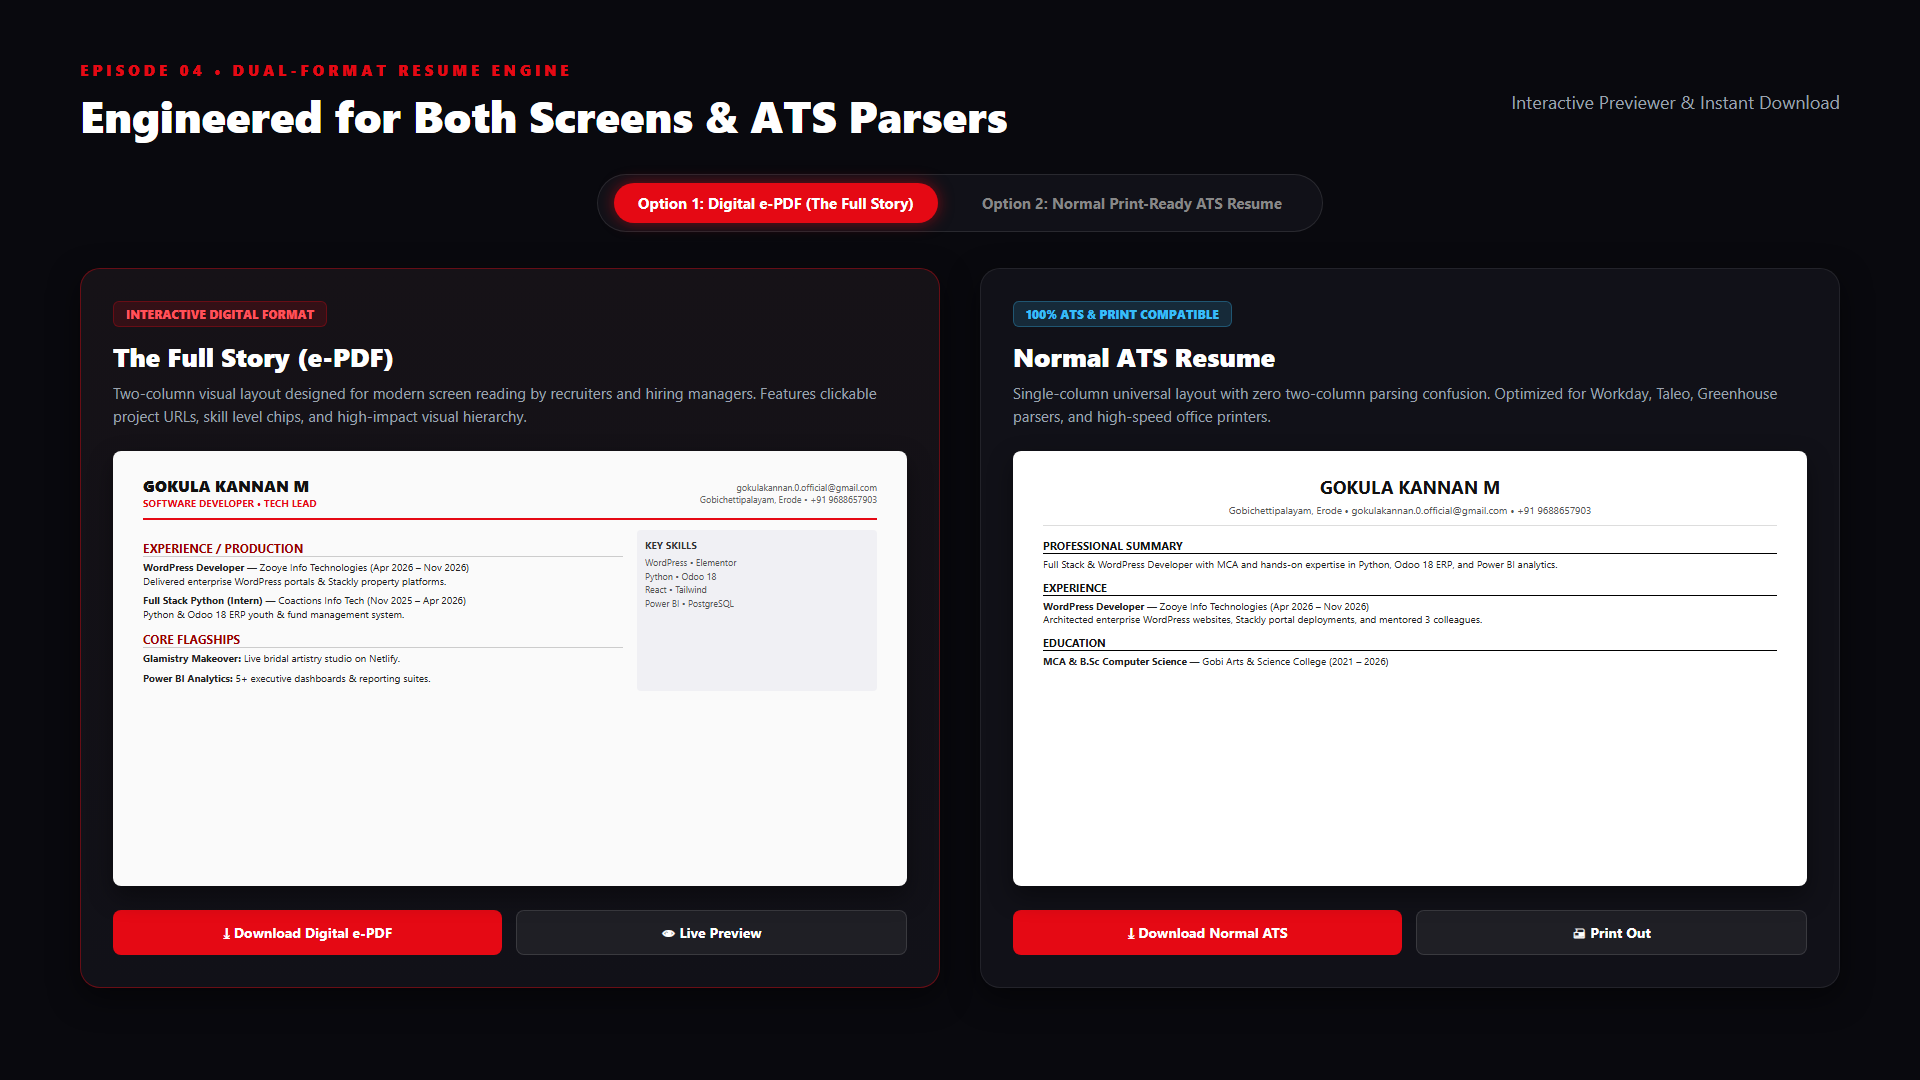 EPISODE 04 • DUAL-FORMAT RESUME ENGINE
Engineered for Both Screens & ATS Parsers
Interactive Previewer & Instant Download
Option 1: Digital e-PDF (The Full Story)
Option 2: Normal Print-Ready ATS Resume
INTERACTIVE DIGITAL FORMAT
The Full Story (e-PDF)
Two-column visual layout designed for modern screen reading by recruiters and hiring managers. Features clickable
project URLs, skill level chips, and high-impact visual hierarchy.
GOKULA KANNAN M
SOFTWARE DEVELOPER • TECH LEAD
gokulakannan.0.official@gmail.com
Gobichettipalayam, Erode • +91 9688657903
EXPERIENCE / PRODUCTION
WordPress Developer — Zooye Info Technologies (Apr 2026 – Nov 2026)
Delivered enterprise WordPress portals & Stackly property platforms.
Full Stack Python (Intern) — Coactions Info Tech (Nov 2025 – Apr 2026)
Python & Odoo 18 ERP youth & fund management system.
CORE FLAGSHIPS
Glamistry Makeover: Live bridal artistry studio on Netlify.
Power BI Analytics: 5+ executive dashboards & reporting suites.
KEY SKILLS
WordPress • Elementor
Python • Odoo 18
React • Tailwind
Power BI • PostgreSQL
Download Digital e-PDF
Live Preview
100% ATS & PRINT COMPATIBLE
Normal ATS Resume
Single-column universal layout with zero two-column parsing confusion. Optimized for Workday, Taleo, Greenhouse
parsers, and high-speed office printers.
GOKULA KANNAN M
Gobichettipalayam, Erode • gokulakannan.0.official@gmail.com • +91 9688657903
PROFESSIONAL SUMMARY
Full Stack & WordPress Developer with MCA and hands-on expertise in Python, Odoo 18 ERP, and Power BI analytics.
EXPERIENCE
WordPress Developer — Zooye Info Technologies (Apr 2026 – Nov 2026)
Architected enterprise WordPress websites, Stackly portal deployments, and mentored 3 colleagues.
EDUCATION
MCA & B.Sc Computer Science — Gobi Arts & Science College (2021 – 2026)
Download Normal ATS
Print Out